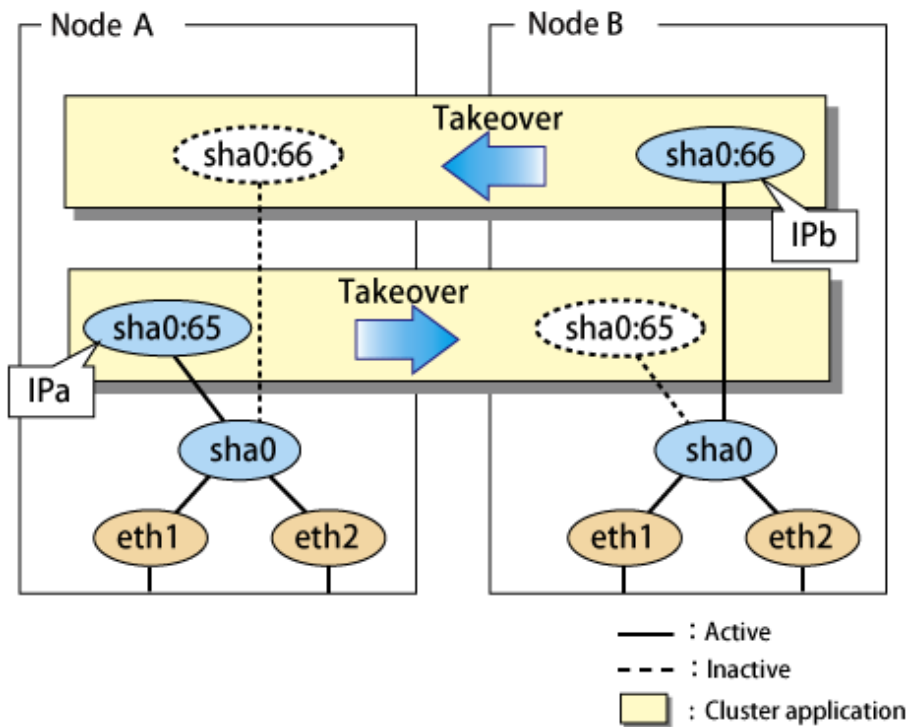 Node A
Node B
Takeover
sha0:66
sha0:66
IPb
Takeover
sha0:65
sha0:65
IPa
sha0
sha0
eth1
eth2
eth1
eth2
: Active
: Inactive
: Cluster application